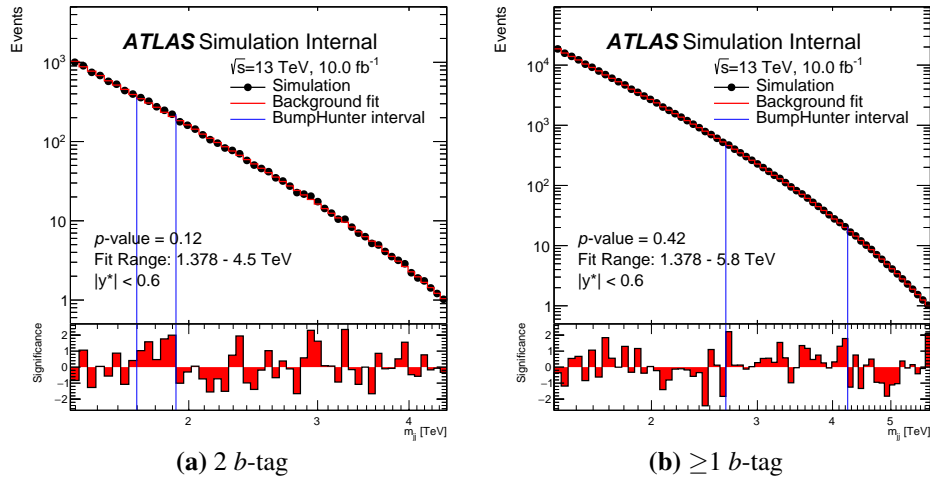 Events
10³
10²
10
1
ATLAS Simulation Internal
√s=13 TeV, 10.0 fb⁻¹
Simulation
Background fit
BumpHunter interval
p-value = 0.12
Fit Range: 1.378 - 4.5 TeV
|y*| < 0.6
Significance
2
1
0
−1
−2
2 3 4
m_jj [TeV]
(a) 2 b-tag
Events
10⁴
10³
10²
10
1
ATLAS Simulation Internal
√s=13 TeV, 10.0 fb⁻¹
Simulation
Background fit
BumpHunter interval
p-value = 0.42
Fit Range: 1.378 - 5.8 TeV
|y*| < 0.6
Significance
2
1
0
−1
−2
2 3 4 5
m_jj [TeV]
(b) ≥1 b-tag